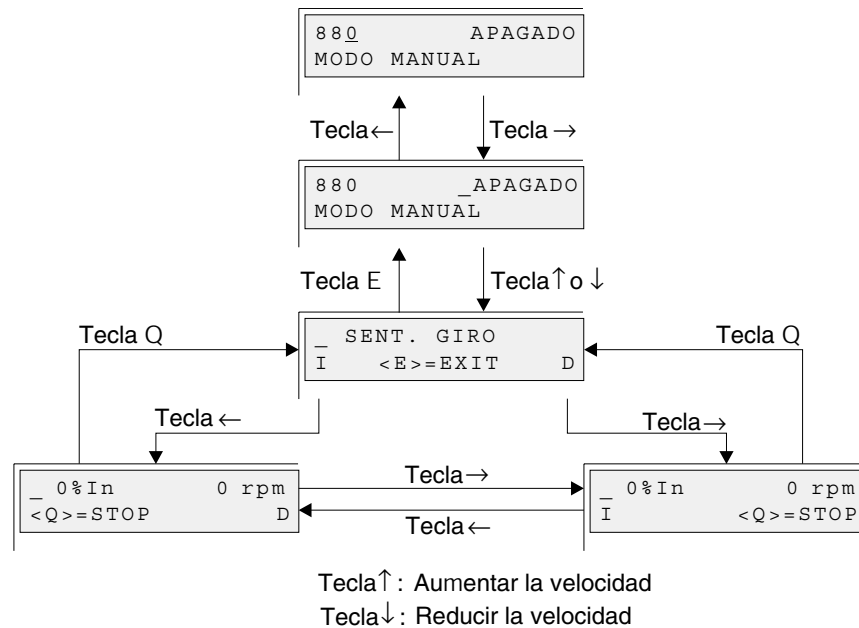 880 APAGADO
MODO MANUAL
Tecla← Tecla →
880 _APAGADO
MODO MANUAL
Tecla E Tecla↑ o ↓
Tecla Q Tecla Q
_ SENT. GIRO
I <E>=EXIT D
Tecla ← Tecla→
_ 0%In 0 rpm
<Q>=STOP D
Tecla→
Tecla←
_ 0%In 0 rpm
I <Q>=STOP
Tecla↑: Aumentar la velocidad
Tecla↓: Reducir la velocidad